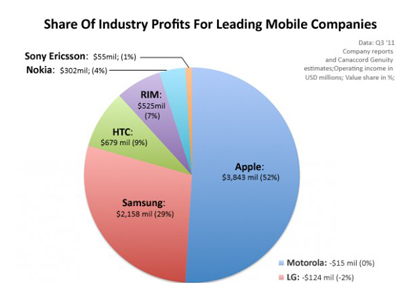 Share Of Industry Profits For Leading Mobile Companies
Data: Q3 '11
Company reports
and Canaccord Genuity
estimates;Operating income in
USD millions; Value share in %;
Sony Ericsson: $55mil; (1%)
Nokia: $302mil; (4%)
RIM:
$525mil
(7%)
HTC:
$679 mil (9%)
Apple:
$3,843 mil (52%)
Samsung:
$2,158 mil (29%)
Motorola: -$15 mil (0%)
LG: -$124 mil (-2%)